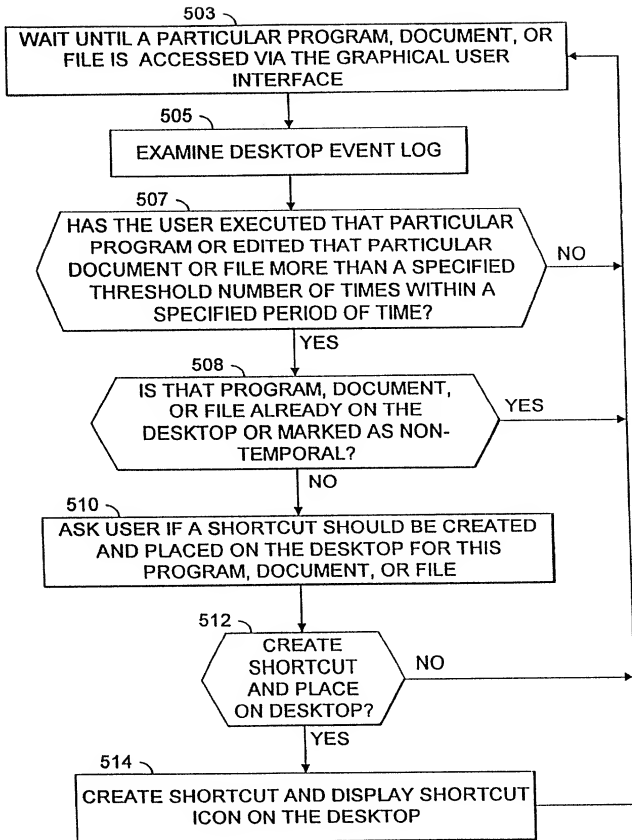 503
WAIT UNTIL A PARTICULAR PROGRAM, DOCUMENT, OR
FILE IS ACCESSED VIA THE GRAPHICAL USER
INTERFACE
505
EXAMINE DESKTOP EVENT LOG
507
HAS THE USER EXECUTED THAT PARTICULAR
PROGRAM OR EDITED THAT PARTICULAR
DOCUMENT OR FILE MORE THAN A SPECIFIED
THRESHOLD NUMBER OF TIMES WITHIN A
SPECIFIED PERIOD OF TIME?
NO
YES
508
IS THAT PROGRAM, DOCUMENT,
OR FILE ALREADY ON THE
DESKTOP OR MARKED AS NON-
TEMPORAL?
YES
NO
510
ASK USER IF A SHORTCUT SHOULD BE CREATED
AND PLACED ON THE DESKTOP FOR THIS
PROGRAM, DOCUMENT, OR FILE
512
CREATE
SHORTCUT
AND PLACE
ON DESKTOP?
NO
YES
514
CREATE SHORTCUT AND DISPLAY SHORTCUT
ICON ON THE DESKTOP